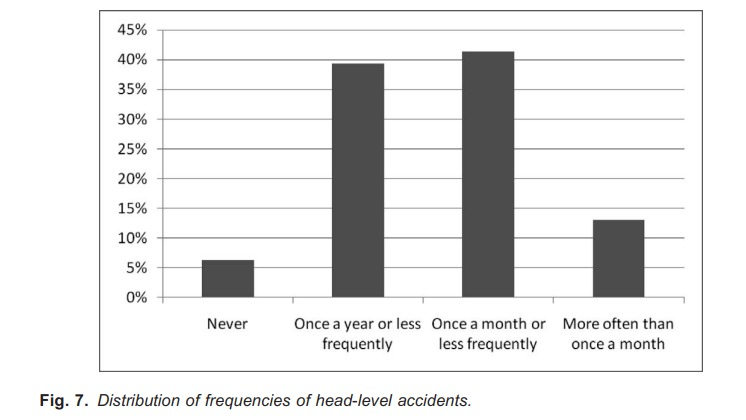 45%
40%
35%
30%
25%
20%
15%
10%
5%
0%
Never
Once a year or less
frequently
Once a month or
less frequently
More often than
once a month
Fig. 7. Distribution of frequencies of head-level accidents.